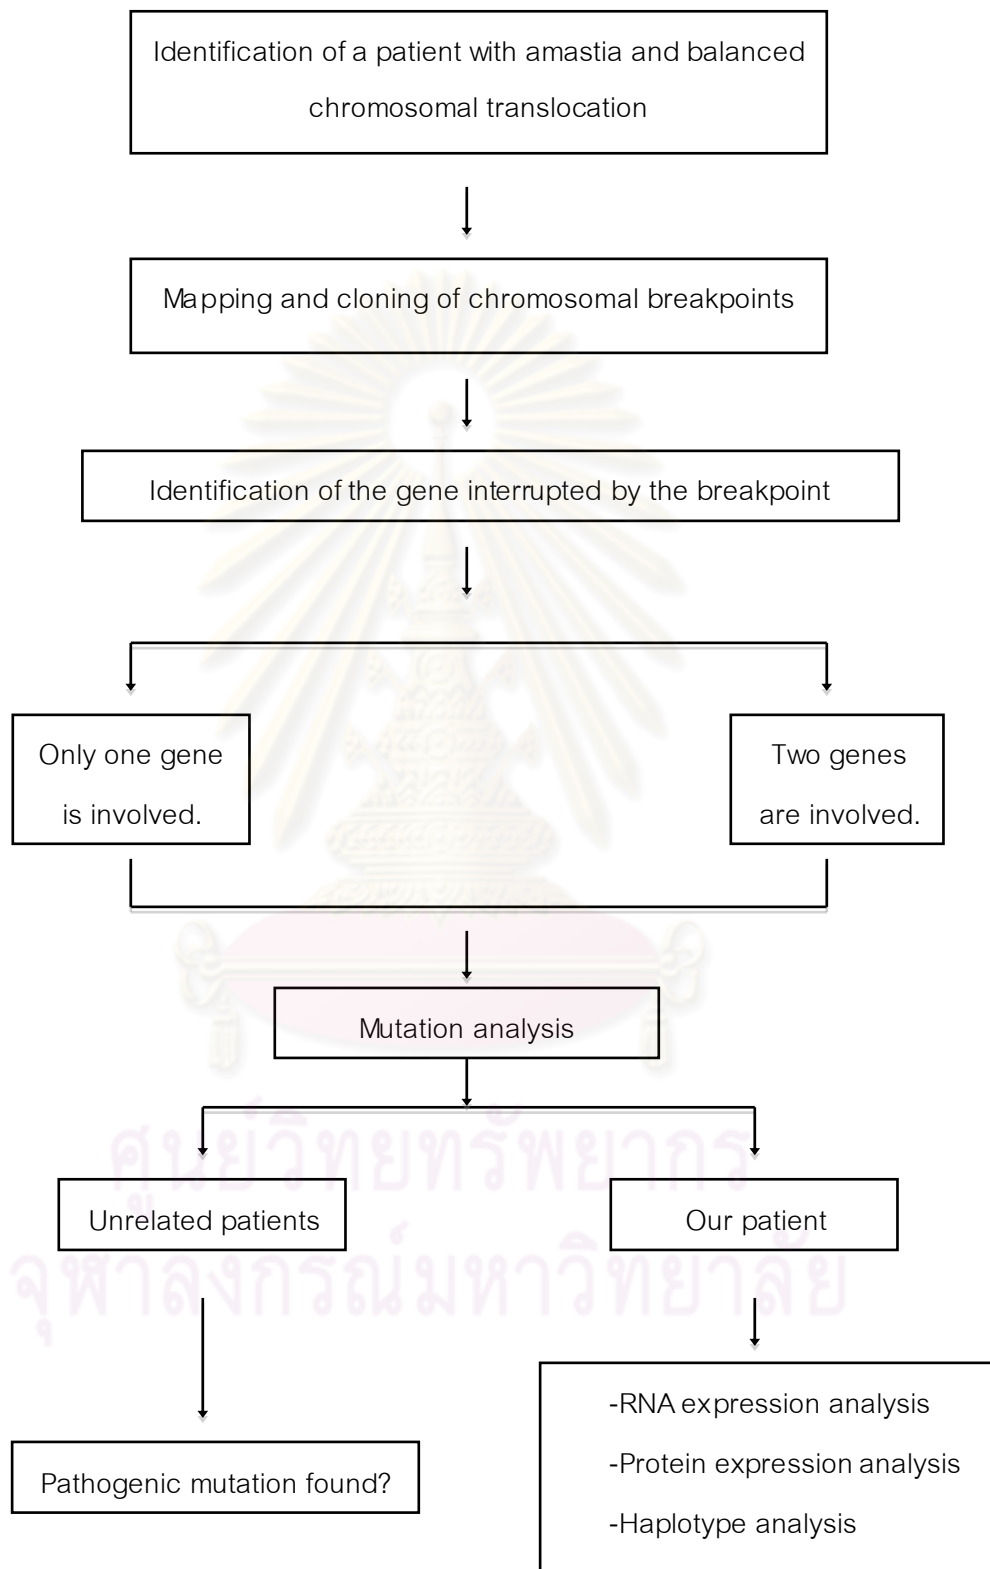 Identification of a patient with amastia and balanced
chromosomal translocation
Mapping and cloning of chromosomal breakpoints
Identification of the gene interrupted by the breakpoint
Only one gene
is involved.
Two genes
are involved.
Mutation analysis
ศูนย์วิทยทรัพยากร
Unrelated patients
Our patient
จุฬาลงกรณ์มหาวิทยาลัย
-RNA expression analysis
-Protein expression analysis
-Haplotype analysis
Pathogenic mutation found?